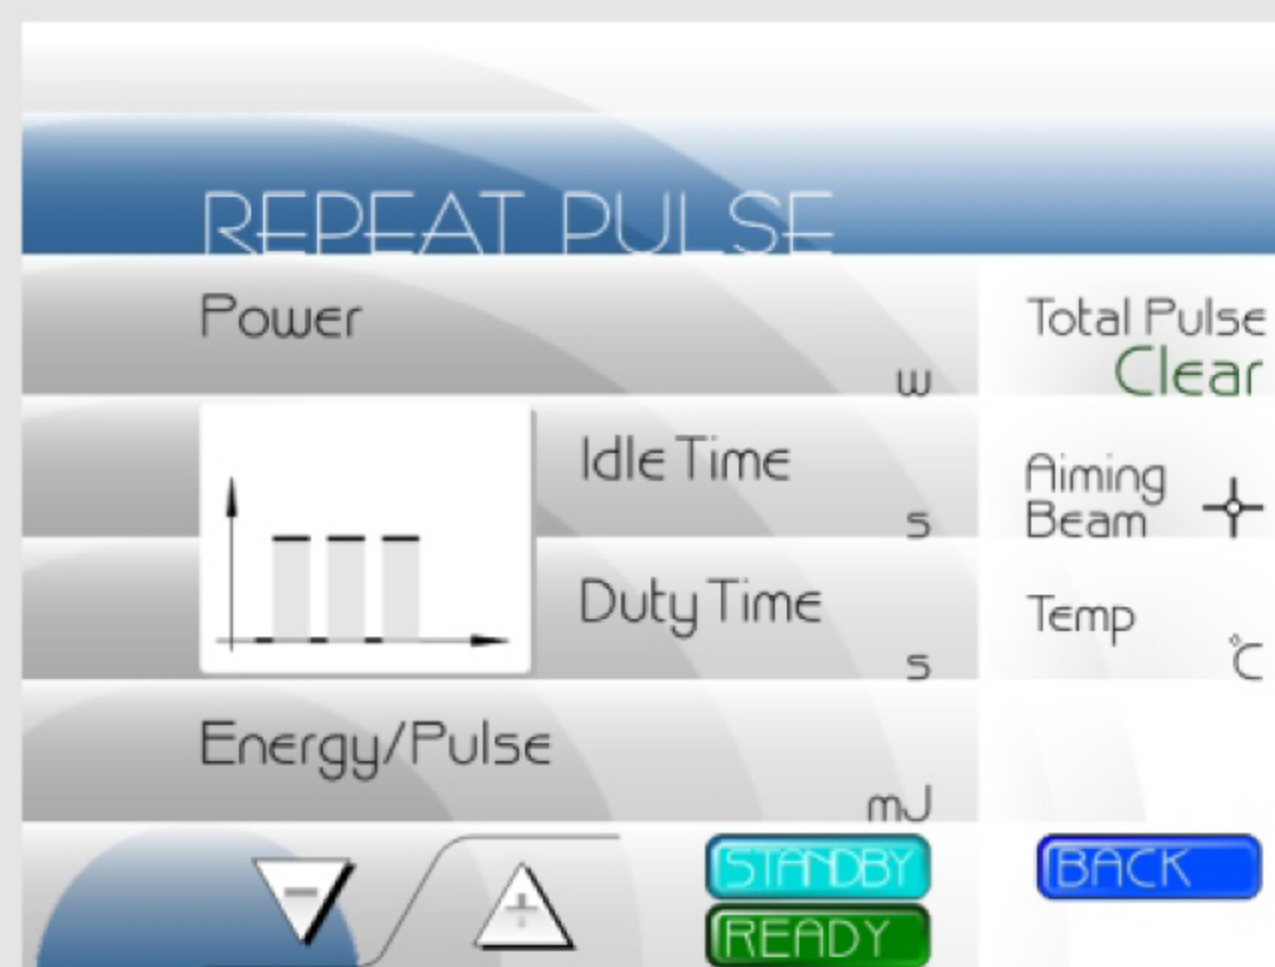 REPEAT PULSE
Power
w
Total Pulse
Clear
Idle Time
s
Aiming
Beam
Duty Time
s
Temp
°C
Energy/Pulse
mJ
-
+
STANDBY
READY
BACK